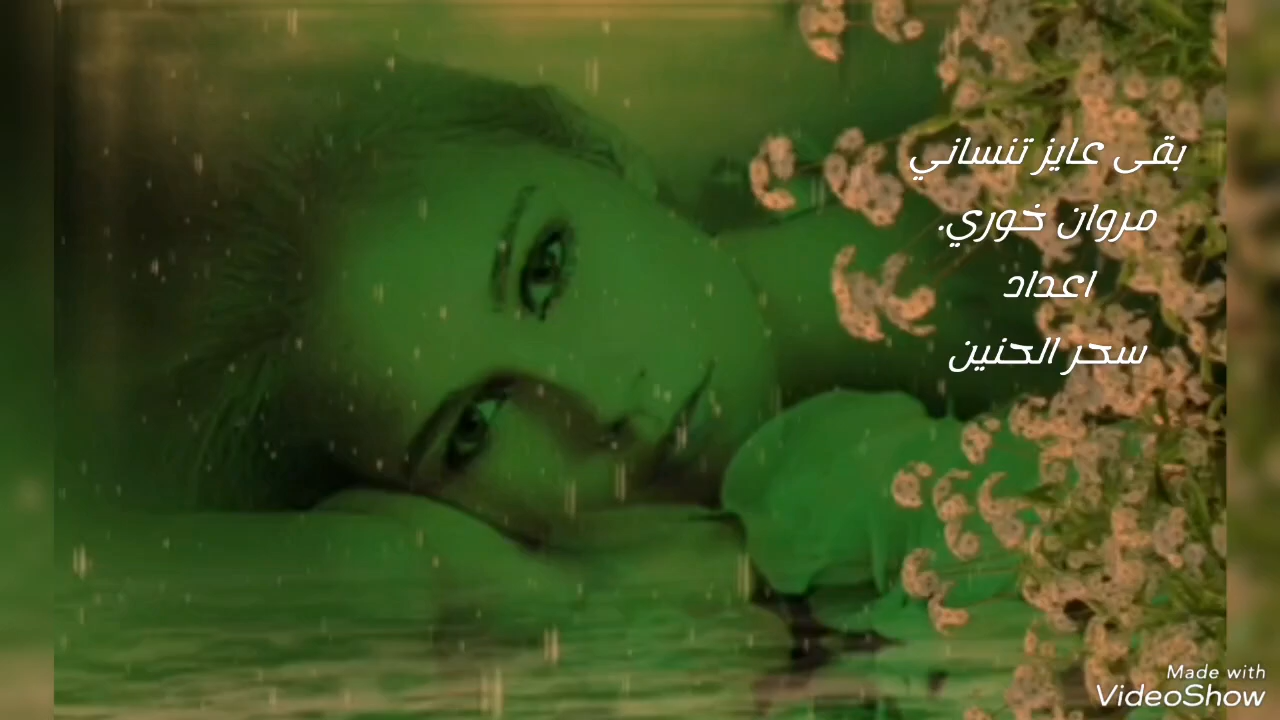 بقى عايز تنساني
مروان خوري.
اعداد
سحر الحنين
Made with
VideoShow